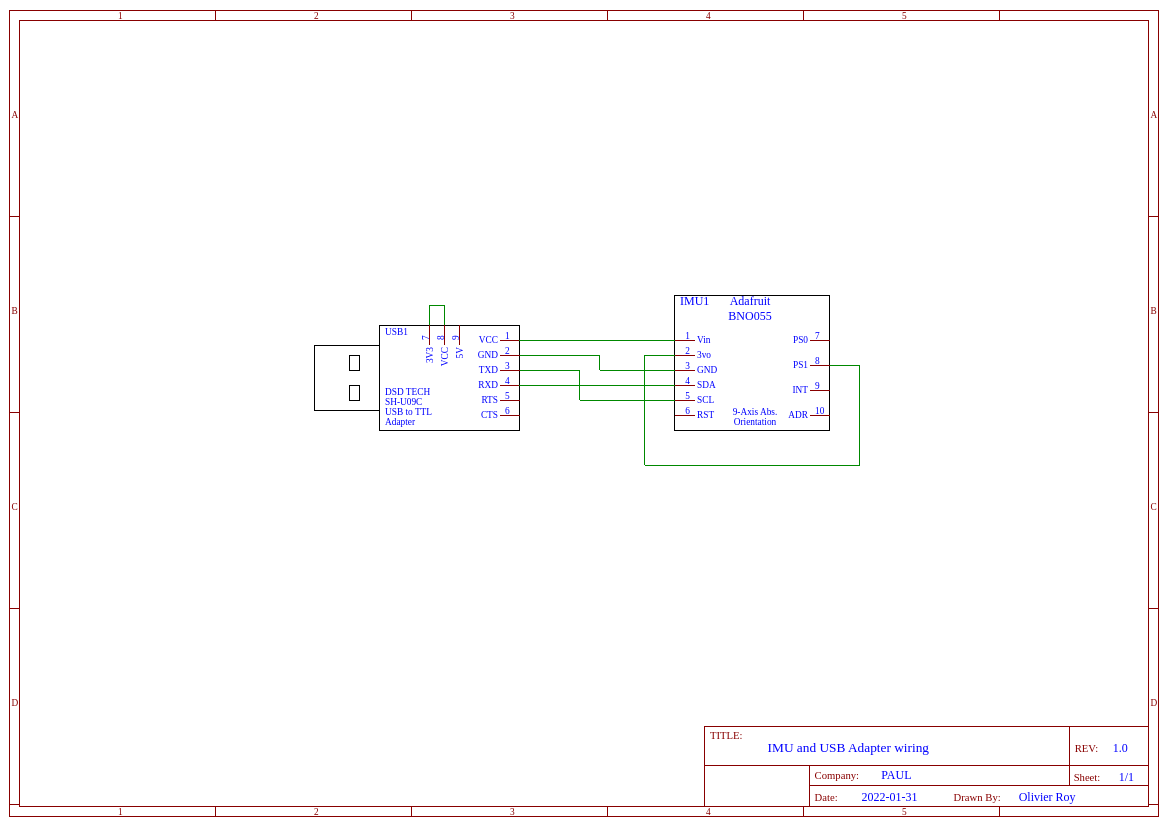 1 2 3 4 5
A A
IMU1 Adafruit
BNO055
B B
USB1
7 8 9
3V3 VCC 5V
VCC 1
GND 2
TXD 3
RXD 4
RTS 5
CTS 6
DSD TECH
SH-U09C
USB to TTL
Adapter
1 Vin
2 3vo
3 GND
4 SDA
5 SCL
6 RST
PS0 7
PS1 8
INT 9
ADR 10
9-Axis Abs.
Orientation
C C
D D
TITLE:
IMU and USB Adapter wiring
REV: 1.0
Company: PAUL
Sheet: 1/1
Date: 2022-01-31 Drawn By: Olivier Roy
1 2 3 4 5